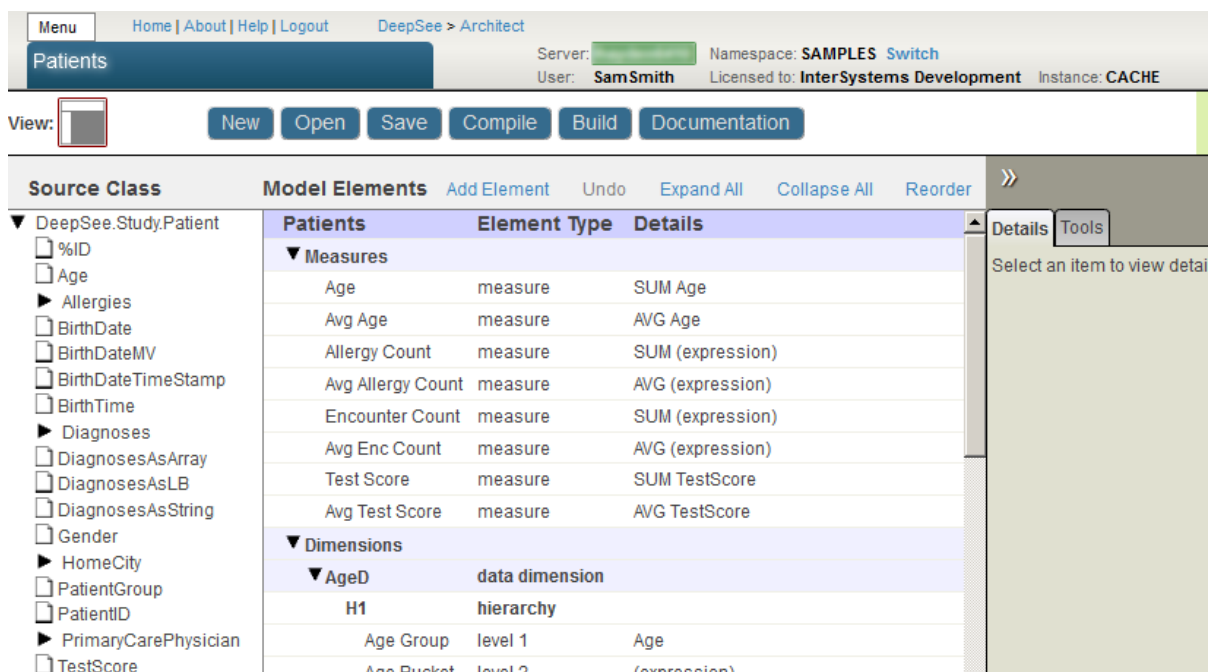 Menu Home | About | Help | Logout DeepSee > Architect
Patients
Server: Namespace: SAMPLES Switch
User: SamSmith Licensed to: InterSystems Development Instance: CACHE
View: New Open Save Compile Build Documentation
Source Class
DeepSee.Study.Patient
%ID
Age
Allergies
BirthDate
BirthDateMV
BirthDateTimeStamp
BirthTime
Diagnoses
DiagnosesAsArray
DiagnosesAsLB
DiagnosesAsString
Gender
HomeCity
PatientGroup
PatientID
PrimaryCarePhysician
TestScore
Model Elements Add Element Undo Expand All Collapse All Reorder
Patients Element Type Details
Measures
Age measure SUM Age
Avg Age measure AVG Age
Allergy Count measure SUM (expression)
Avg Allergy Count measure AVG (expression)
Encounter Count measure SUM (expression)
Avg Enc Count measure AVG (expression)
Test Score measure SUM TestScore
Avg Test Score measure AVG TestScore
Dimensions
AgeD data dimension
H1 hierarchy
Age Group level 1 Age
Age Bucket level 2 (expression)
»
Details Tools
Select an item to view detai